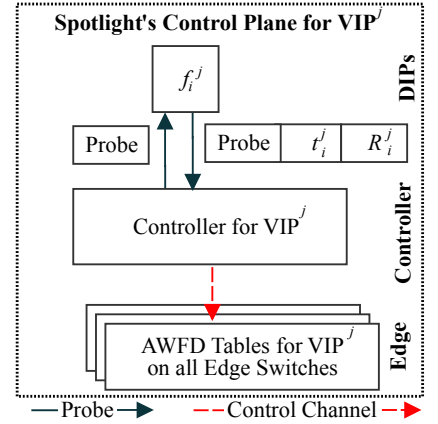 Spotlight's Control Plane for VIP^j
f_i^j
DIPs
Probe
Probe t_i^j R_i^j
Controller for VIP^j
Controller
AWFD Tables for VIP^j
on all Edge Switches
Edge
Probe
Control Channel